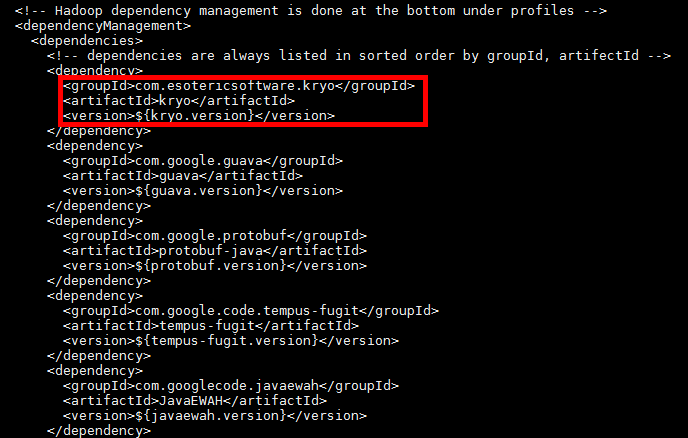 <!-- Hadoop dependency management is done at the bottom under profiles -->
<dependencyManagement>
<dependencies>
<!-- dependencies are always listed in sorted order by groupId, artifectId -->
<dependency>
<groupId>com.esotericsoftware.kryo</groupId>
<artifactId>kryo</artifactId>
<version>${kryo.version}</version>
</dependency>
<dependency>
<groupId>com.google.guava</groupId>
<artifactId>guava</artifactId>
<version>${guava.version}</version>
</dependency>
<dependency>
<groupId>com.google.protobuf</groupId>
<artifactId>protobuf-java</artifactId>
<version>${protobuf.version}</version>
</dependency>
<dependency>
<groupId>com.google.code.tempus-fugit</groupId>
<artifactId>tempus-fugit</artifactId>
<version>${tempus-fugit.version}</version>
</dependency>
<dependency>
<groupId>com.googlecode.javaewah</groupId>
<artifactId>JavaEWAH</artifactId>
<version>${javaewah.version}</version>
</dependency>